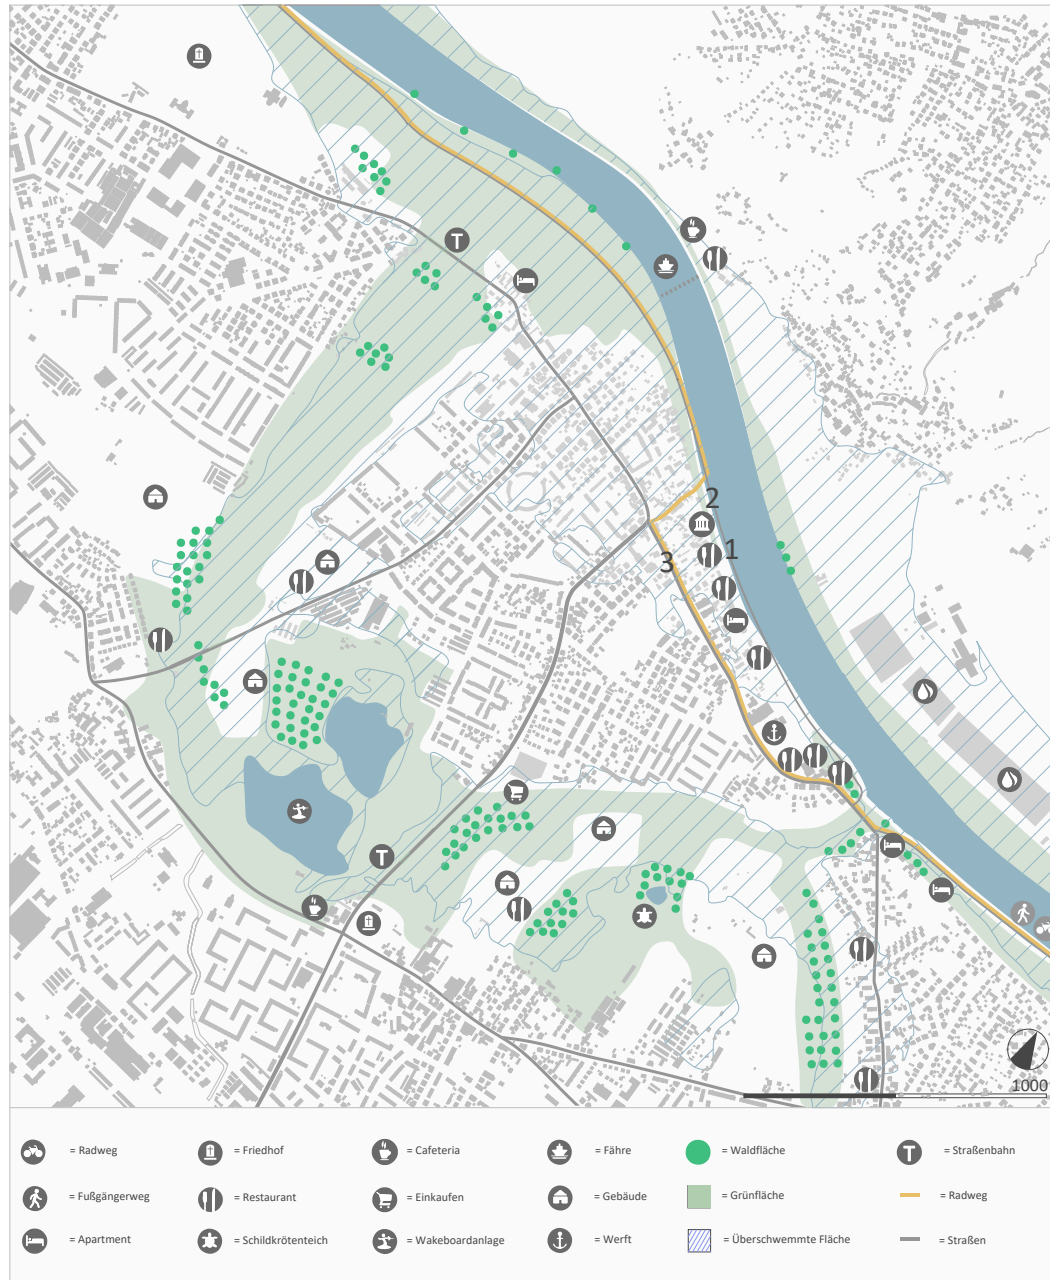 T
2
1
3
T
1000
= Radweg
= Friedhof
= Cafeteria
= Fähre
= Waldfläche
T
= Straßenbahn
= Fußgängerweg
= Restaurant
= Einkaufen
= Gebäude
= Grünfläche
= Radweg
= Apartment
= Schildkrötenteich
= Wakeboardanlage
= Werft
= Überschwemmte Fläche
= Straßen